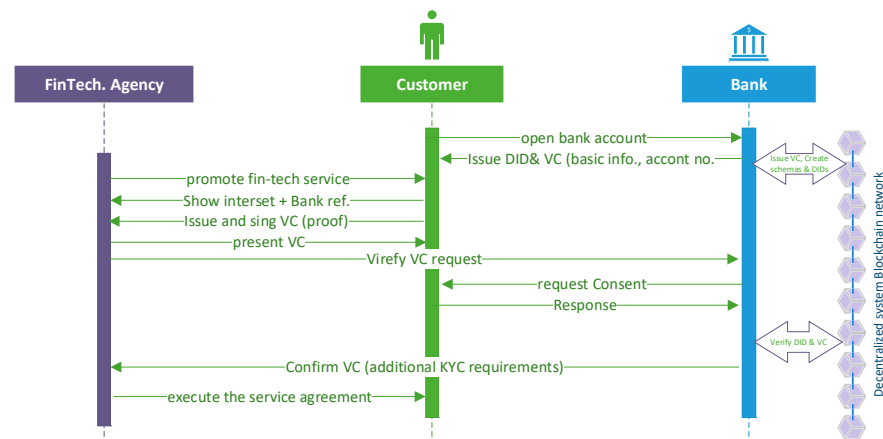 FinTech. Agency
Customer
Bank
open bank account
Issue DID& VC (basic info., accont no.
Issue VC, Create
schemas & DIDs
promote fin-tech service
Show interset + Bank ref.
Issue and sing VC (proof)
present VC
Virefy VC request
request Consent
Response
Verify DID & VC
Confirm VC (additional KYC requirements)
execute the service agreement
Decentralized system Blockchain network
$